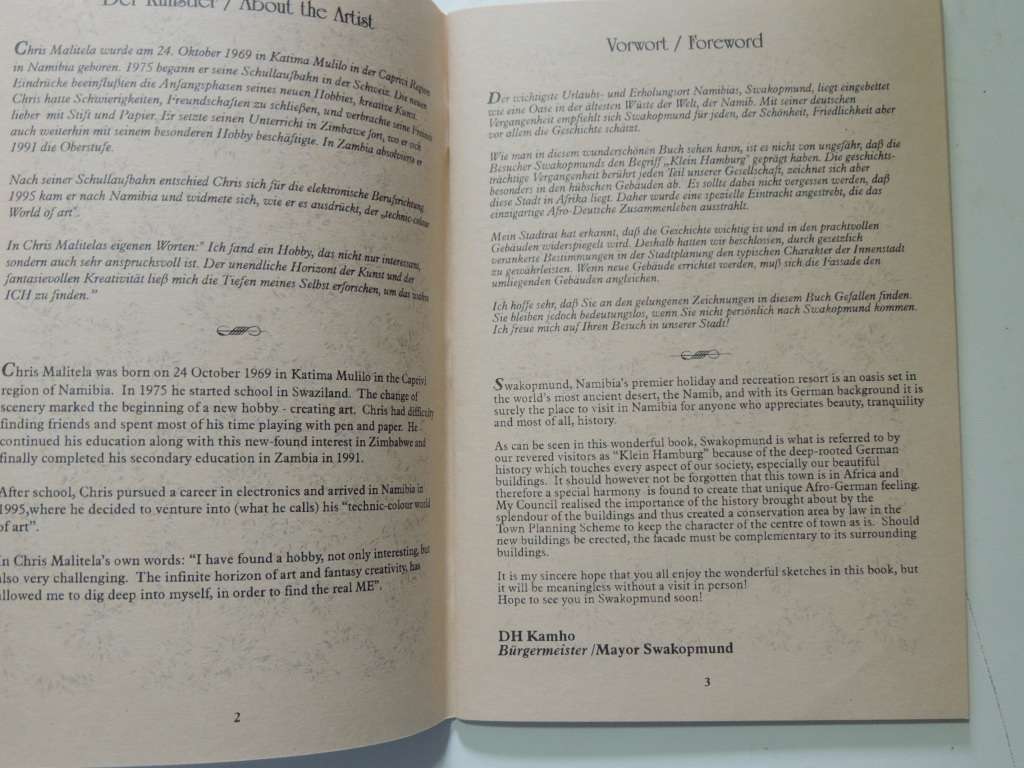 Der Künstler / About the Artist
Chris Malitela wurde am 24. Oktober 1969 in Katima Mulilo in der Caprivi Region
in Namibia geboren. 1975 begann er seine Schullaufbahn in der Schweiz. Die neuen
Eindrücke beeinflußten die Anfangsphasen seines neuen Hobbies, kreative Kunst.
Chris hatte Schwierigkeiten, Freundschaften zu schließen, und verbrachte seine Freizeit
lieber mit Stift und Papier. Er setzte seinen Unterricht in Zimbawe fort, wo er sich
auch weiterhin mit seinem besonderen Hobby beschäftigte. In Zambia absolvierte er
1991 die Oberstufe.
Nach seiner Schullaufbahn entschied Chris sich für die elektronische Berufsrichtung.
1995 kam er nach Namibia und widmete sich, wie er es ausdrückt, der „technic-colour
World of art".
In Chris Malitelas eigenen Worten:" Ich fand ein Hobby, das nicht nur interessant,
sondern auch sehr anspruchsvoll ist. Der unendliche Horizont der Kunst und der
fantasievollen Kreativität ließ mich die Tiefen meines Selbst erforschen, um das wahre
ICH zu finden."
Chris Malitela was born on 24 October 1969 in Katima Mulilo in the Caprivi
region of Namibia. In 1975 he started school in Swaziland. The change of
scenery marked the beginning of a new hobby - creating art. Chris had difficulty
finding friends and spent most of his time playing with pen and paper. He
continued his education along with this new-found interest in Zimbabwe and
finally completed his secondary education in Zambia in 1991.
After school, Chris pursued a career in electronics and arrived in Namibia in
1995,where he decided to venture into (what he calls) his "technic-colour world
of art".
In Chris Malitela's own words: "I have found a hobby, not only interesting, but
also very challenging. The infinite horizon of art and fantasy creativity, has
allowed me to dig deep into myself, in order to find the real ME".
2
Vorwort / Foreword
Der wichtigste Urlaubs- und Erholungsort Namibias, Swakopmund, liegt eingebettet
wie eine Oase in der ältesten Wüste der Welt, der Namib. Mit seiner deutschen
Vergangenheit empfiehlt sich Swakopmund für jeden, der Schönheit, Friedlichkeit aber
vor allem die Geschichte schätzt.
Wie man in diesem wunderschönen Buch sehen kann, ist es nicht von ungefähr, daß die
Besucher Swakopmunds den Begriff „Klein Hamburg" geprägt haben. Die geschichts-
trächtige Vergangenheit berührt jeden Teil unserer Gesellschaft, zeichnet sich aber
besonders in den hübschen Gebäuden ab. Es sollte dabei nicht vergessen werden, daß
diese Stadt in Afrika liegt. Daher wurde eine spezielle Eintracht angestrebt, die das
einzigartige Afro-Deutsche Zusammenleben ausstrahlt.
Mein Stadtrat hat erkannt, daß die Geschichte wichtig ist und in den prachtvollen
Gebäuden widerspiegelt wird. Deshalb hatten wir beschlossen, durch gesetzlich
verankerte Bestimmungen in der Stadtplanung den typischen Charakter der Innenstadt
zu gewährleisten. Wenn neue Gebäude errichtet werden, muß sich die Fassade den
umliegenden Gebäuden angleichen.
Ich hoffe sehr, daß Sie an den gelungenen Zeichnungen in diesem Buch Gefallen finden.
Sie bleiben jedoch bedeutungslos, wenn Sie nicht persönlich nach Swakopmund kommen.
Ich freue mich auf Ihren Besuch in unserer Stadt!
Swakopmund, Namibia's premier holiday and recreation resort is an oasis set in
the world's most ancient desert, the Namib, and with its German background it is
surely the place to visit in Namibia for anyone who appreciates beauty, tranquility
and most of all, history.
As can be seen in this wonderful book, Swakopmund is what is referred to by
our revered visitors as "Klein Hamburg" because of the deep-rooted German
history which touches every aspect of our society, especially our beautiful
buildings. It should however not be forgotten that this town is in Africa and
therefore a special harmony is found to create that unique Afro-German feeling.
My Council realised the importance of the history brought about by the
splendour of the buildings and thus created a conservation area by law in the
Town Planning Scheme to keep the character of the centre of town as is. Should
new buildings be erected, the facade must be complementary to its surrounding
buildings.
It is my sincere hope that you all enjoy the wonderful sketches in this book, but
it will be meaningless without a visit in person!
Hope to see you in Swakopmund soon!
DH Kamho
Bürgermeister /Mayor Swakopmund
3